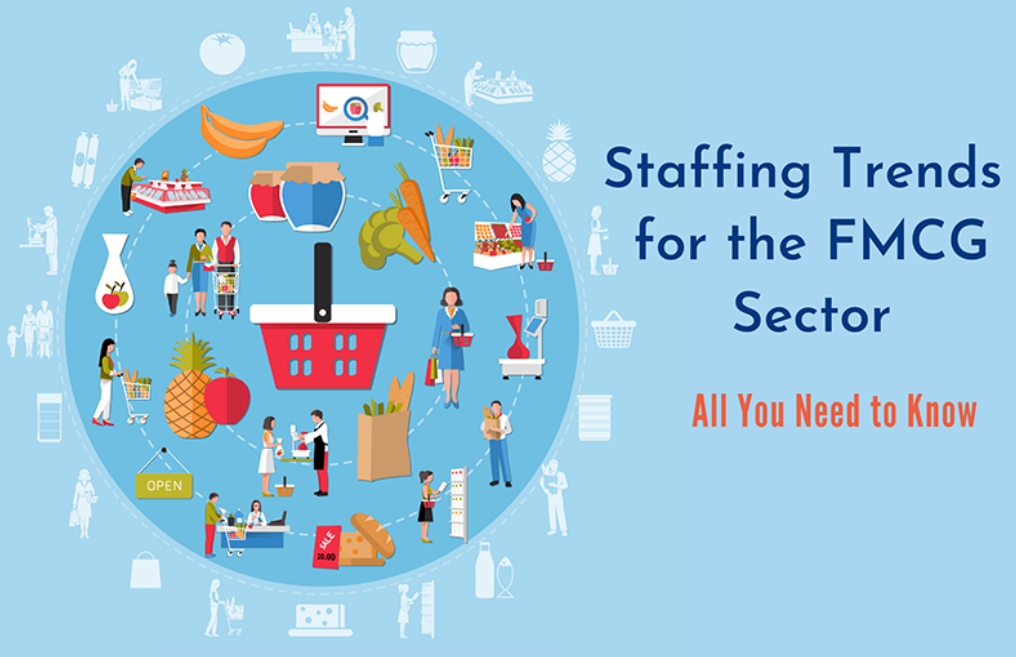 Staffing Trends
for the FMCG
Sector
All You Need to Know
OPEN
SALE
20.00